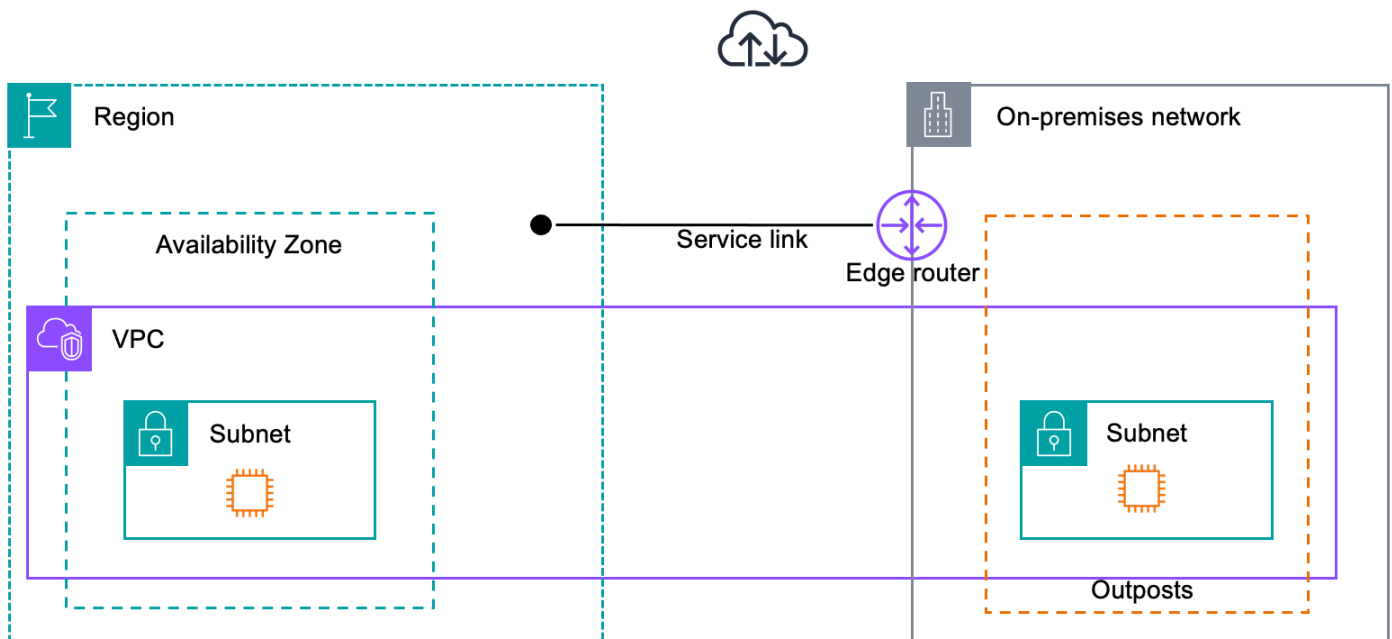 Region
On-premises network
Availability Zone
Service link
Edge router
VPC
Subnet
Subnet
Outposts